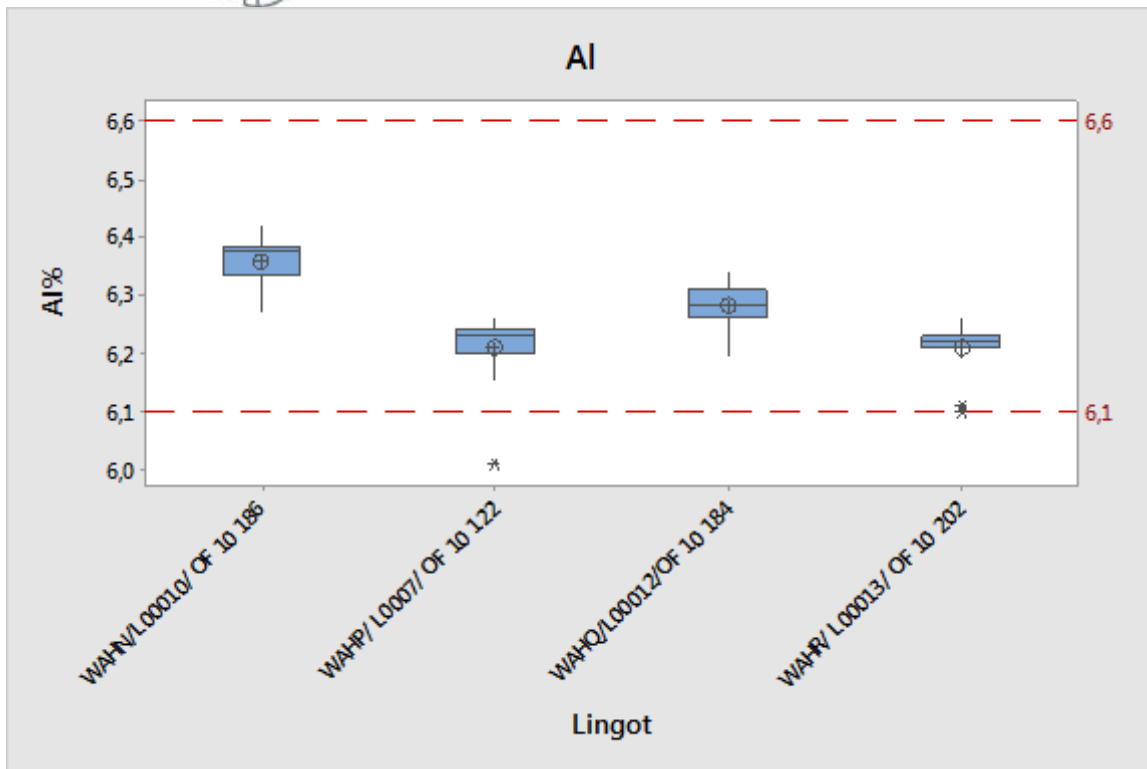 Al
Al%
6,6
6,5
6,4
6,3
6,2
6,1
6,0
6,6
6,1
WAHN/L00010/ OF 10 186
WAHP/ L0007/ OF 10 122
WAHQ/L00012/OF 10 184
WAHR/ L00013/ OF 10 202
Lingot